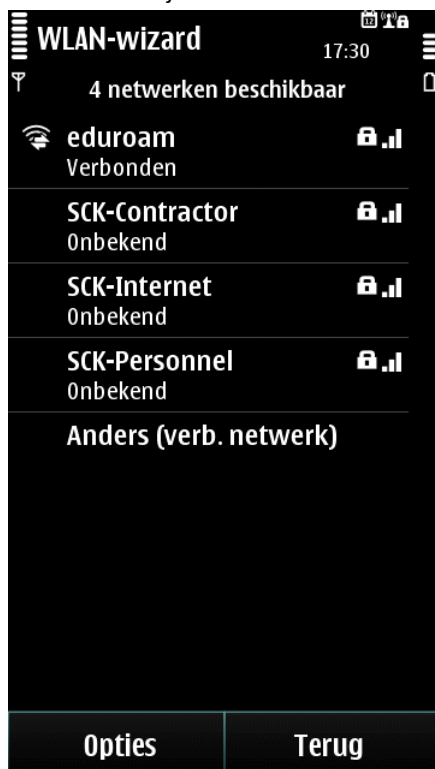 WLAN-wizard
12
17:30
4 netwerken beschikbaar
eduroam
Verbonden
SCK-Contractor
Onbekend
SCK-Internet
Onbekend
SCK-Personnel
Onbekend
Anders (verb. netwerk)
Opties
Terug